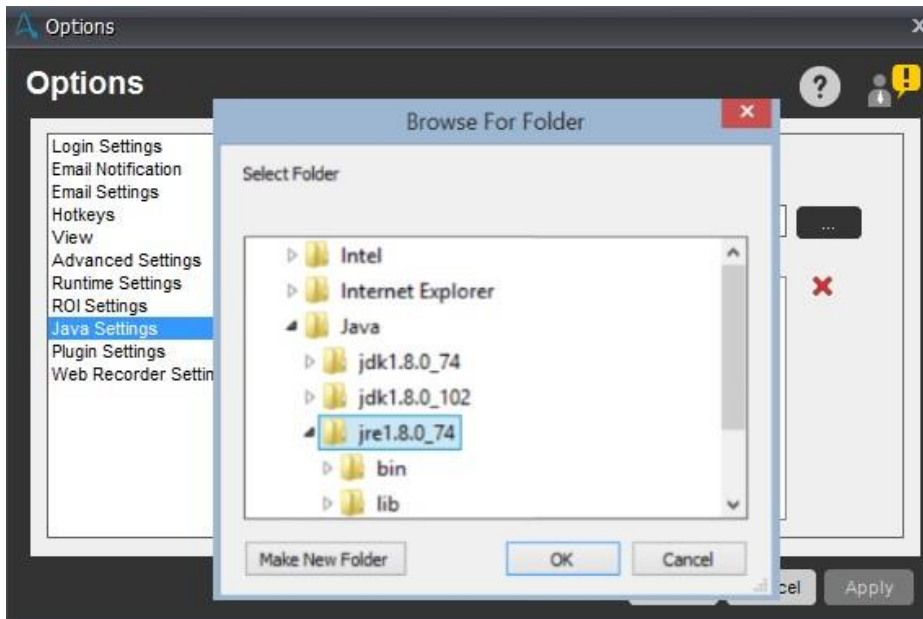 Options
x
Options
?
!
Browse For Folder
Select Folder
Login Settings
Email Notification
Email Settings
Hotkeys
View
Advanced Settings
Runtime Settings
ROI Settings
Java Settings
Plugin Settings
Web Recorder Settin
...
Intel
Internet Explorer
Java
jdk1.8.0_74
jdk1.8.0_102
jre1.8.0_74
bin
lib
Make New Folder
OK
Cancel
cel
Apply